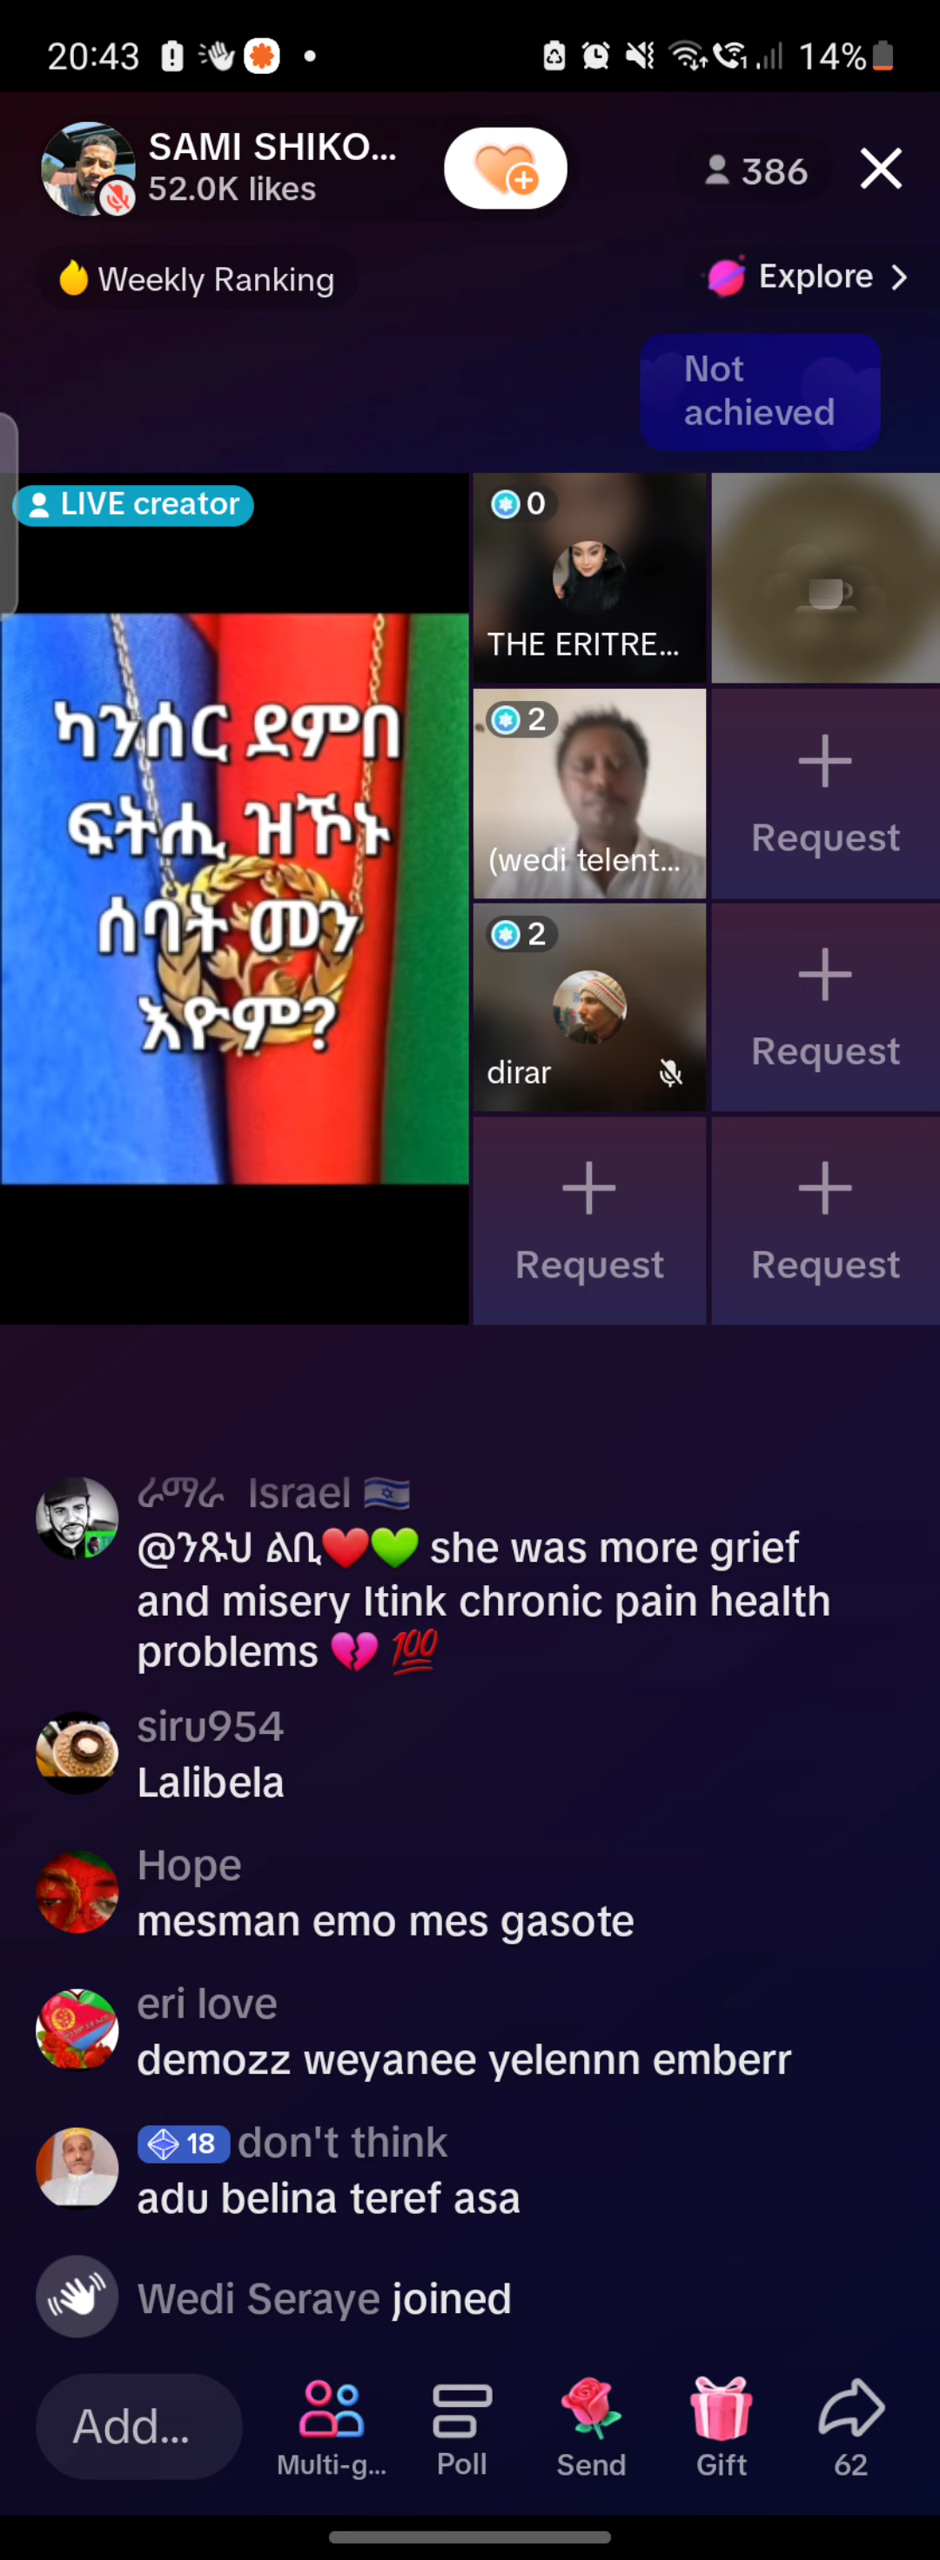 20:43
14%
SAMI SHIKO...
52.0K likes
386
Weekly Ranking
Explore
Not
achieved
LIVE creator
ካንሰር ደምበ
ፍትሒ ዝኾኑ
ሰባት መን
እዮም?
0
THE ERITRE...
2
(wedi telent...
Request
2
dirar
Request
Request
Request
ራማራ Israel 🇮🇱
@ንጹህ ልቢ❤️💚 she was more grief
and misery Itink chronic pain health
problems 💔 💯
siru954
Lalibela
Hope
mesman emo mes gasote
eri love
demozz weyanee yelennn emberr
18 don't think
adu belina teref asa
Wedi Seraye joined
Add...
Multi-g...
Poll
Send
Gift
62